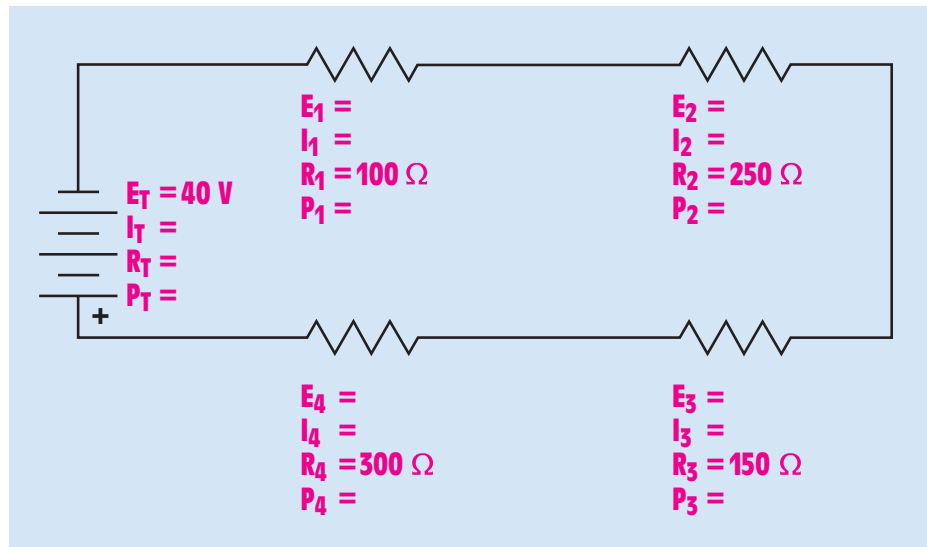 E1 =
I1 =
R1 = 100 Ω
P1 =
E2 =
I2 =
R2 = 250 Ω
P2 =
ET = 40 V
IT =
RT =
PT =
+
E4 =
I4 =
R4 = 300 Ω
P4 =
E3 =
I3 =
R3 = 150 Ω
P3 =